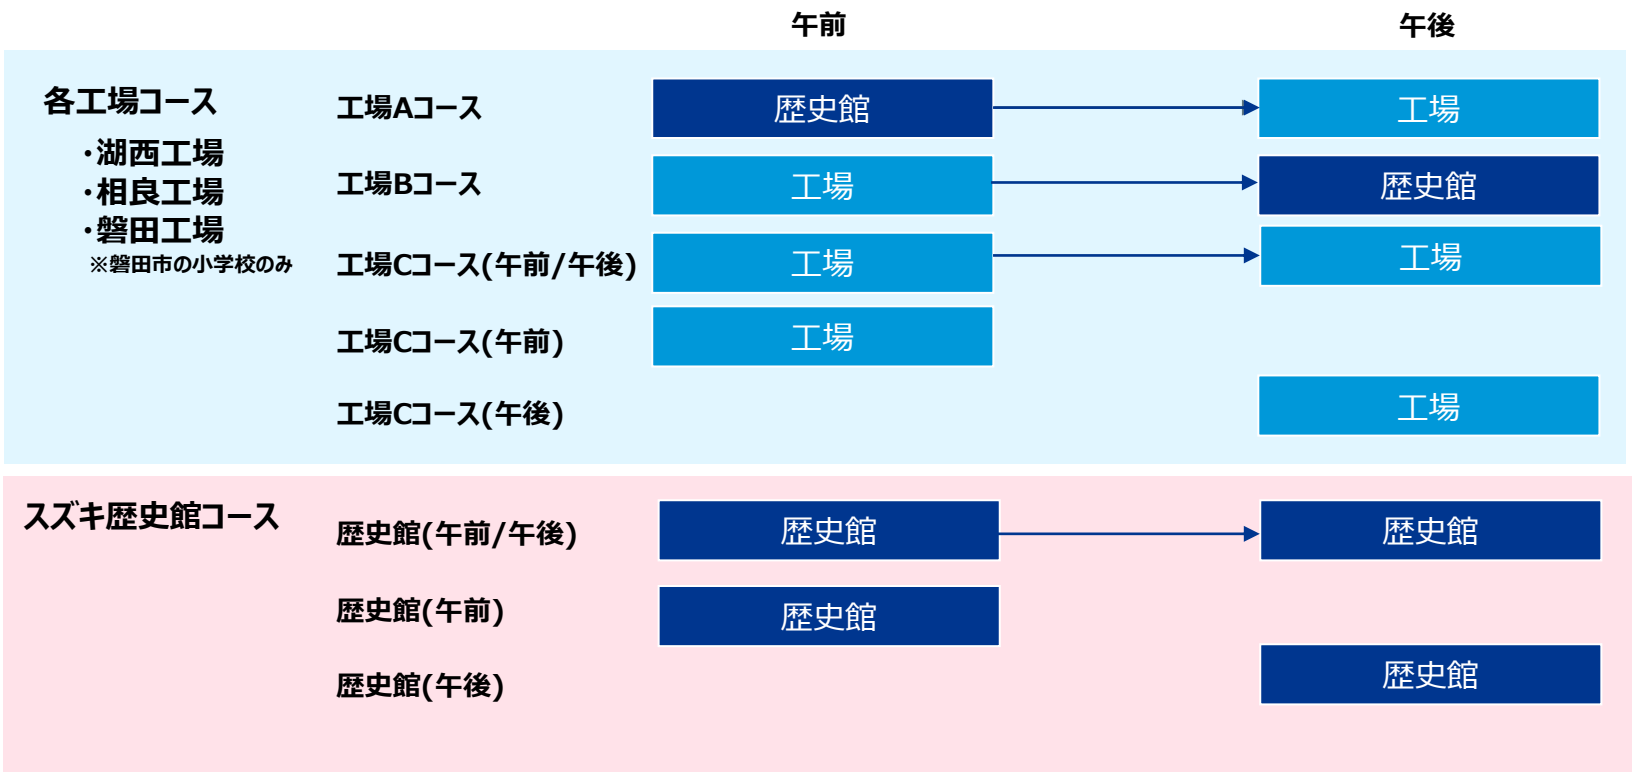 午前 午後
各工場コース
・湖西工場
・相良工場
・磐田工場
※磐田市の小学校のみ
工場Aコース 歴史館 工場
工場Bコース 工場 歴史館
工場Cコース(午前/午後) 工場 工場
工場Cコース(午前) 工場
工場Cコース(午後) 工場
スズキ歴史館コース
歴史館(午前/午後) 歴史館 歴史館
歴史館(午前) 歴史館
歴史館(午後) 歴史館